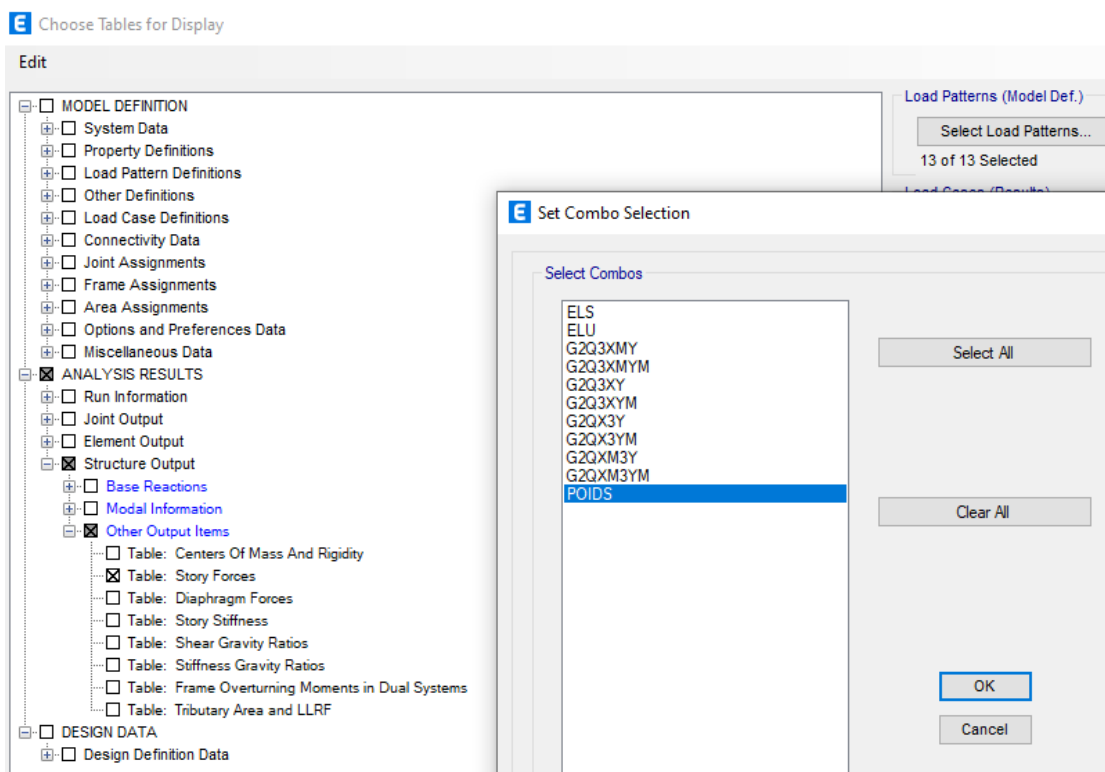 E Choose Tables for Display
Edit
MODEL DEFINITION
System Data
Property Definitions
Load Pattern Definitions
Other Definitions
Load Case Definitions
Connectivity Data
Joint Assignments
Frame Assignments
Area Assignments
Options and Preferences Data
Miscellaneous Data
ANALYSIS RESULTS
Run Information
Joint Output
Element Output
Structure Output
Base Reactions
Modal Information
Other Output Items
Table: Centers Of Mass And Rigidity
Table: Story Forces
Table: Diaphragm Forces
Table: Story Stiffness
Table: Shear Gravity Ratios
Table: Stiffness Gravity Ratios
Table: Frame Overturning Moments in Dual Systems
Table: Tributary Area and LLRF
DESIGN DATA
Design Definition Data
Load Patterns (Model Def.)
Select Load Patterns...
13 of 13 Selected
Load Cases (Results)
E Set Combo Selection
Select Combos
ELS
ELU
G2Q3XMY
G2Q3XMYM
G2Q3XY
G2Q3XYM
G2QX3Y
G2QX3YM
G2QXM3Y
G2QXM3YM
POIDS
Select All
Clear All
OK
Cancel